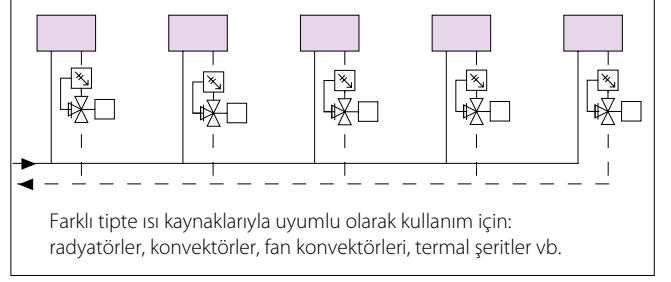 Farklı tipte ısı kaynaklarıyla uyumlu olarak kullanım için:
radyatörler, konvektörler, fan konvektörleri, termal şeritler vb.